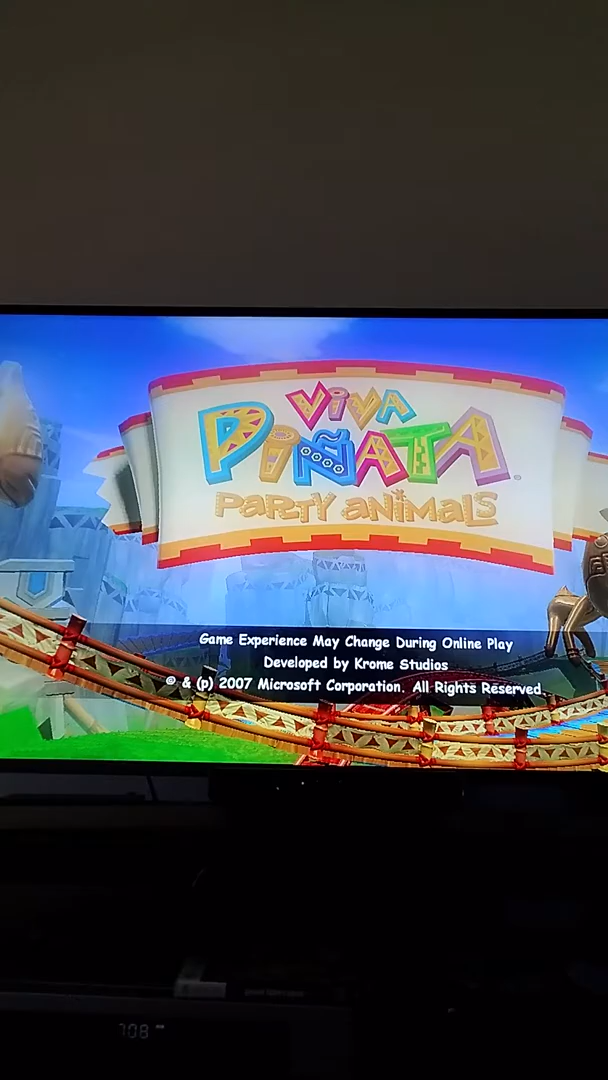 VIVA
PIÑATA
PARTY ANIMALS
Game Experience May Change During Online Play
Developed by Krome Studios
© & (p) 2007 Microsoft Corporation. All Rights Reserved
708